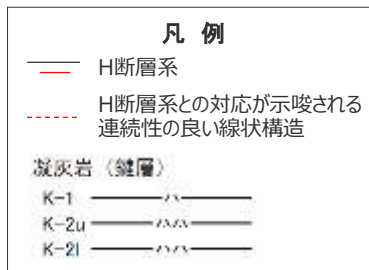 凡 例
H断層系
H断層系との対応が示唆される
連続性の良い線状構造
凝灰岩（鍵層）
K-1
K-2u
K-2l